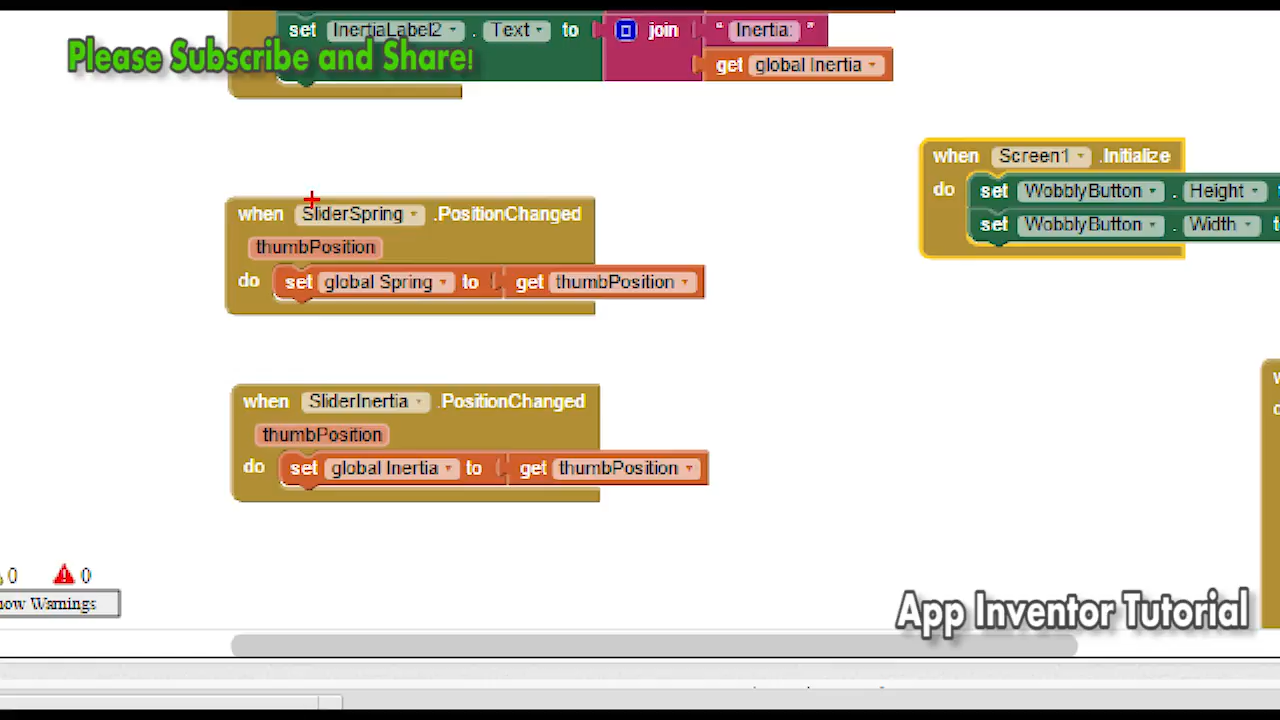 set InertiaLabel2 . Text to join " Inertia: "
Please Subscribe and Share!
get global Inertia
when Screen1 .Initialize
do set WobblyButton . Height
set WobblyButton . Width
when SliderSpring .PositionChanged
thumbPosition
do set global Spring to get thumbPosition
when SliderInertia .PositionChanged
thumbPosition
do set global Inertia to get thumbPosition
0 0
Warnings
App Inventor Tutorial